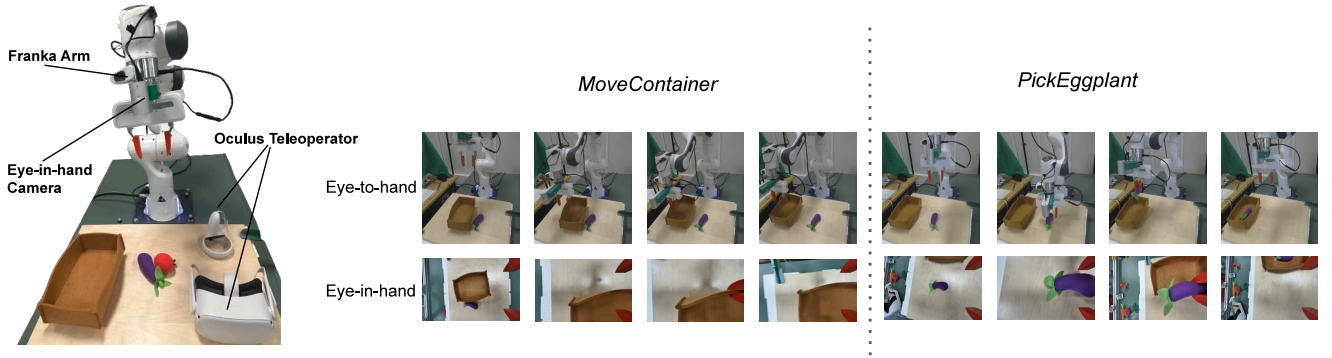 Franka Arm
Eye-in-hand
Camera
Oculus Teleoperator
MoveContainer
PickEggplant
Eye-to-hand
Eye-in-hand